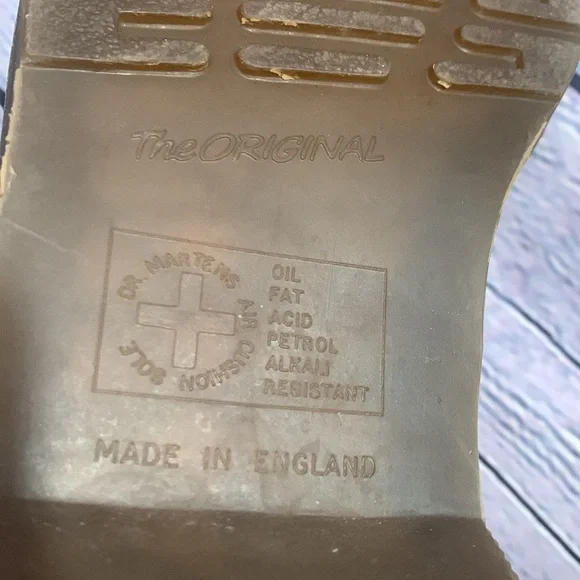 The ORIGINAL
DR. MARTENS AIR CUSHION SOLE
OIL
FAT
ACID
PETROL
ALKALI
RESISTANT
MADE IN ENGLAND